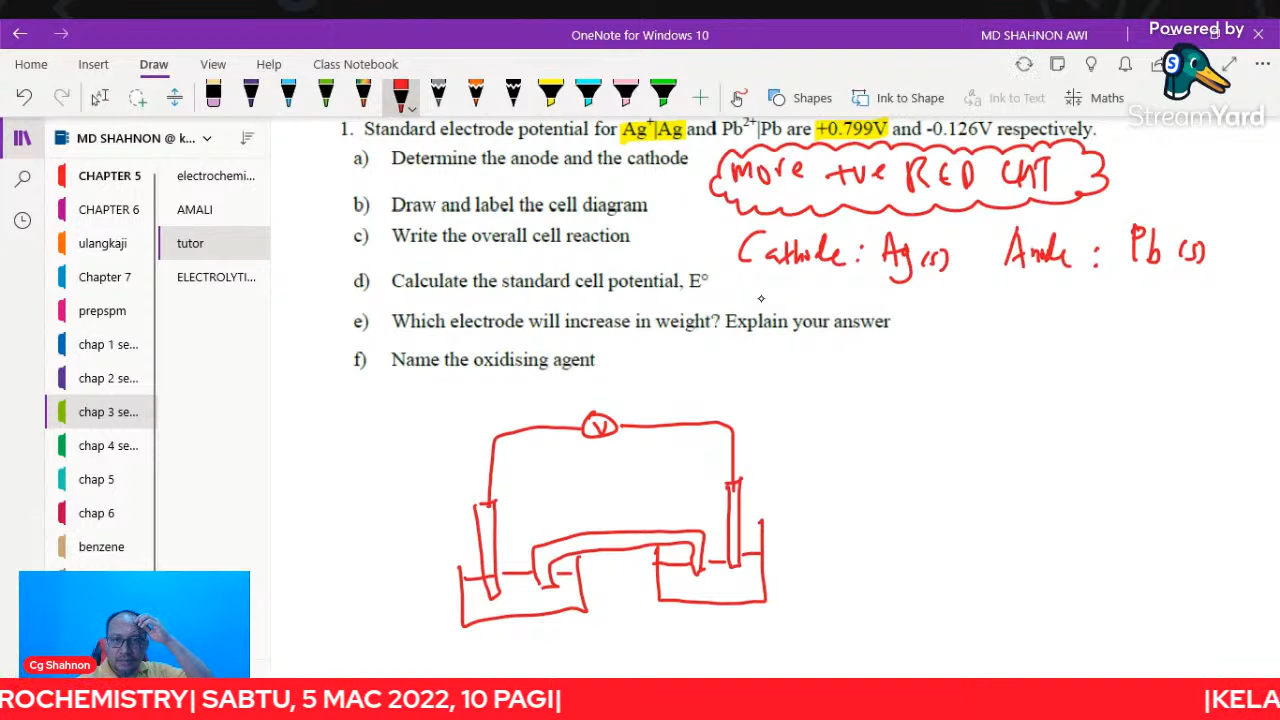 Powered by
StreamYard
OneNote for Windows 10
MD SHAHNON AWI
Home
Insert
Draw
View
Help
Class Notebook
Shapes
Ink to Shape
Ink to Text
Maths
MD SHAHNON @ k...
CHAPTER 5
CHAPTER 6
ulangkaji
Chapter 7
prepspm
chap 1 se...
chap 2 se...
chap 3 se...
chap 4 se...
chap 5
chap 6
benzene
electrochemi...
AMALI
tutor
ELECTROLYTI...
1. Standard electrode potential for Ag⁺|Ag and Pb²⁺|Pb are +0.799V and -0.126V respectively.
a) Determine the anode and the cathode
More +ve RED CAT
b) Draw and label the cell diagram
c) Write the overall cell reaction
Cathode : Ag (s) Anode : Pb (s)
d) Calculate the standard cell potential, E°
e) Which electrode will increase in weight? Explain your answer
f) Name the oxidising agent
V
Cg Shahnon
ROCHEMISTRY| SABTU, 5 MAC 2022, 10 PAGI|
|KELA